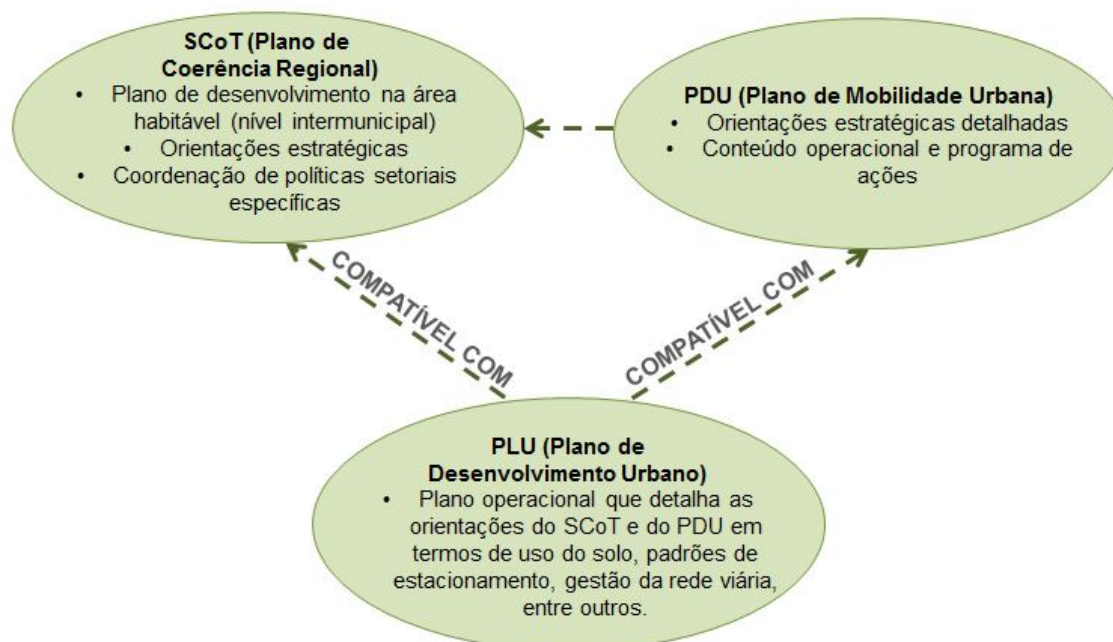 SCoT (Plano de
Coerência Regional)
• Plano de desenvolvimento na área
habitável (nível intermunicipal)
• Orientações estratégicas
• Coordenação de políticas setoriais
específicas
PDU (Plano de Mobilidade Urbana)
• Orientações estratégicas detalhadas
• Conteúdo operacional e programa de
ações
COMPATÍVEL COM
COMPATÍVEL COM
PLU (Plano de
Desenvolvimento Urbano)
• Plano operacional que detalha as
orientações do SCoT e do PDU em
termos de uso do solo, padrões de
estacionamento, gestão da rede viária,
entre outros.